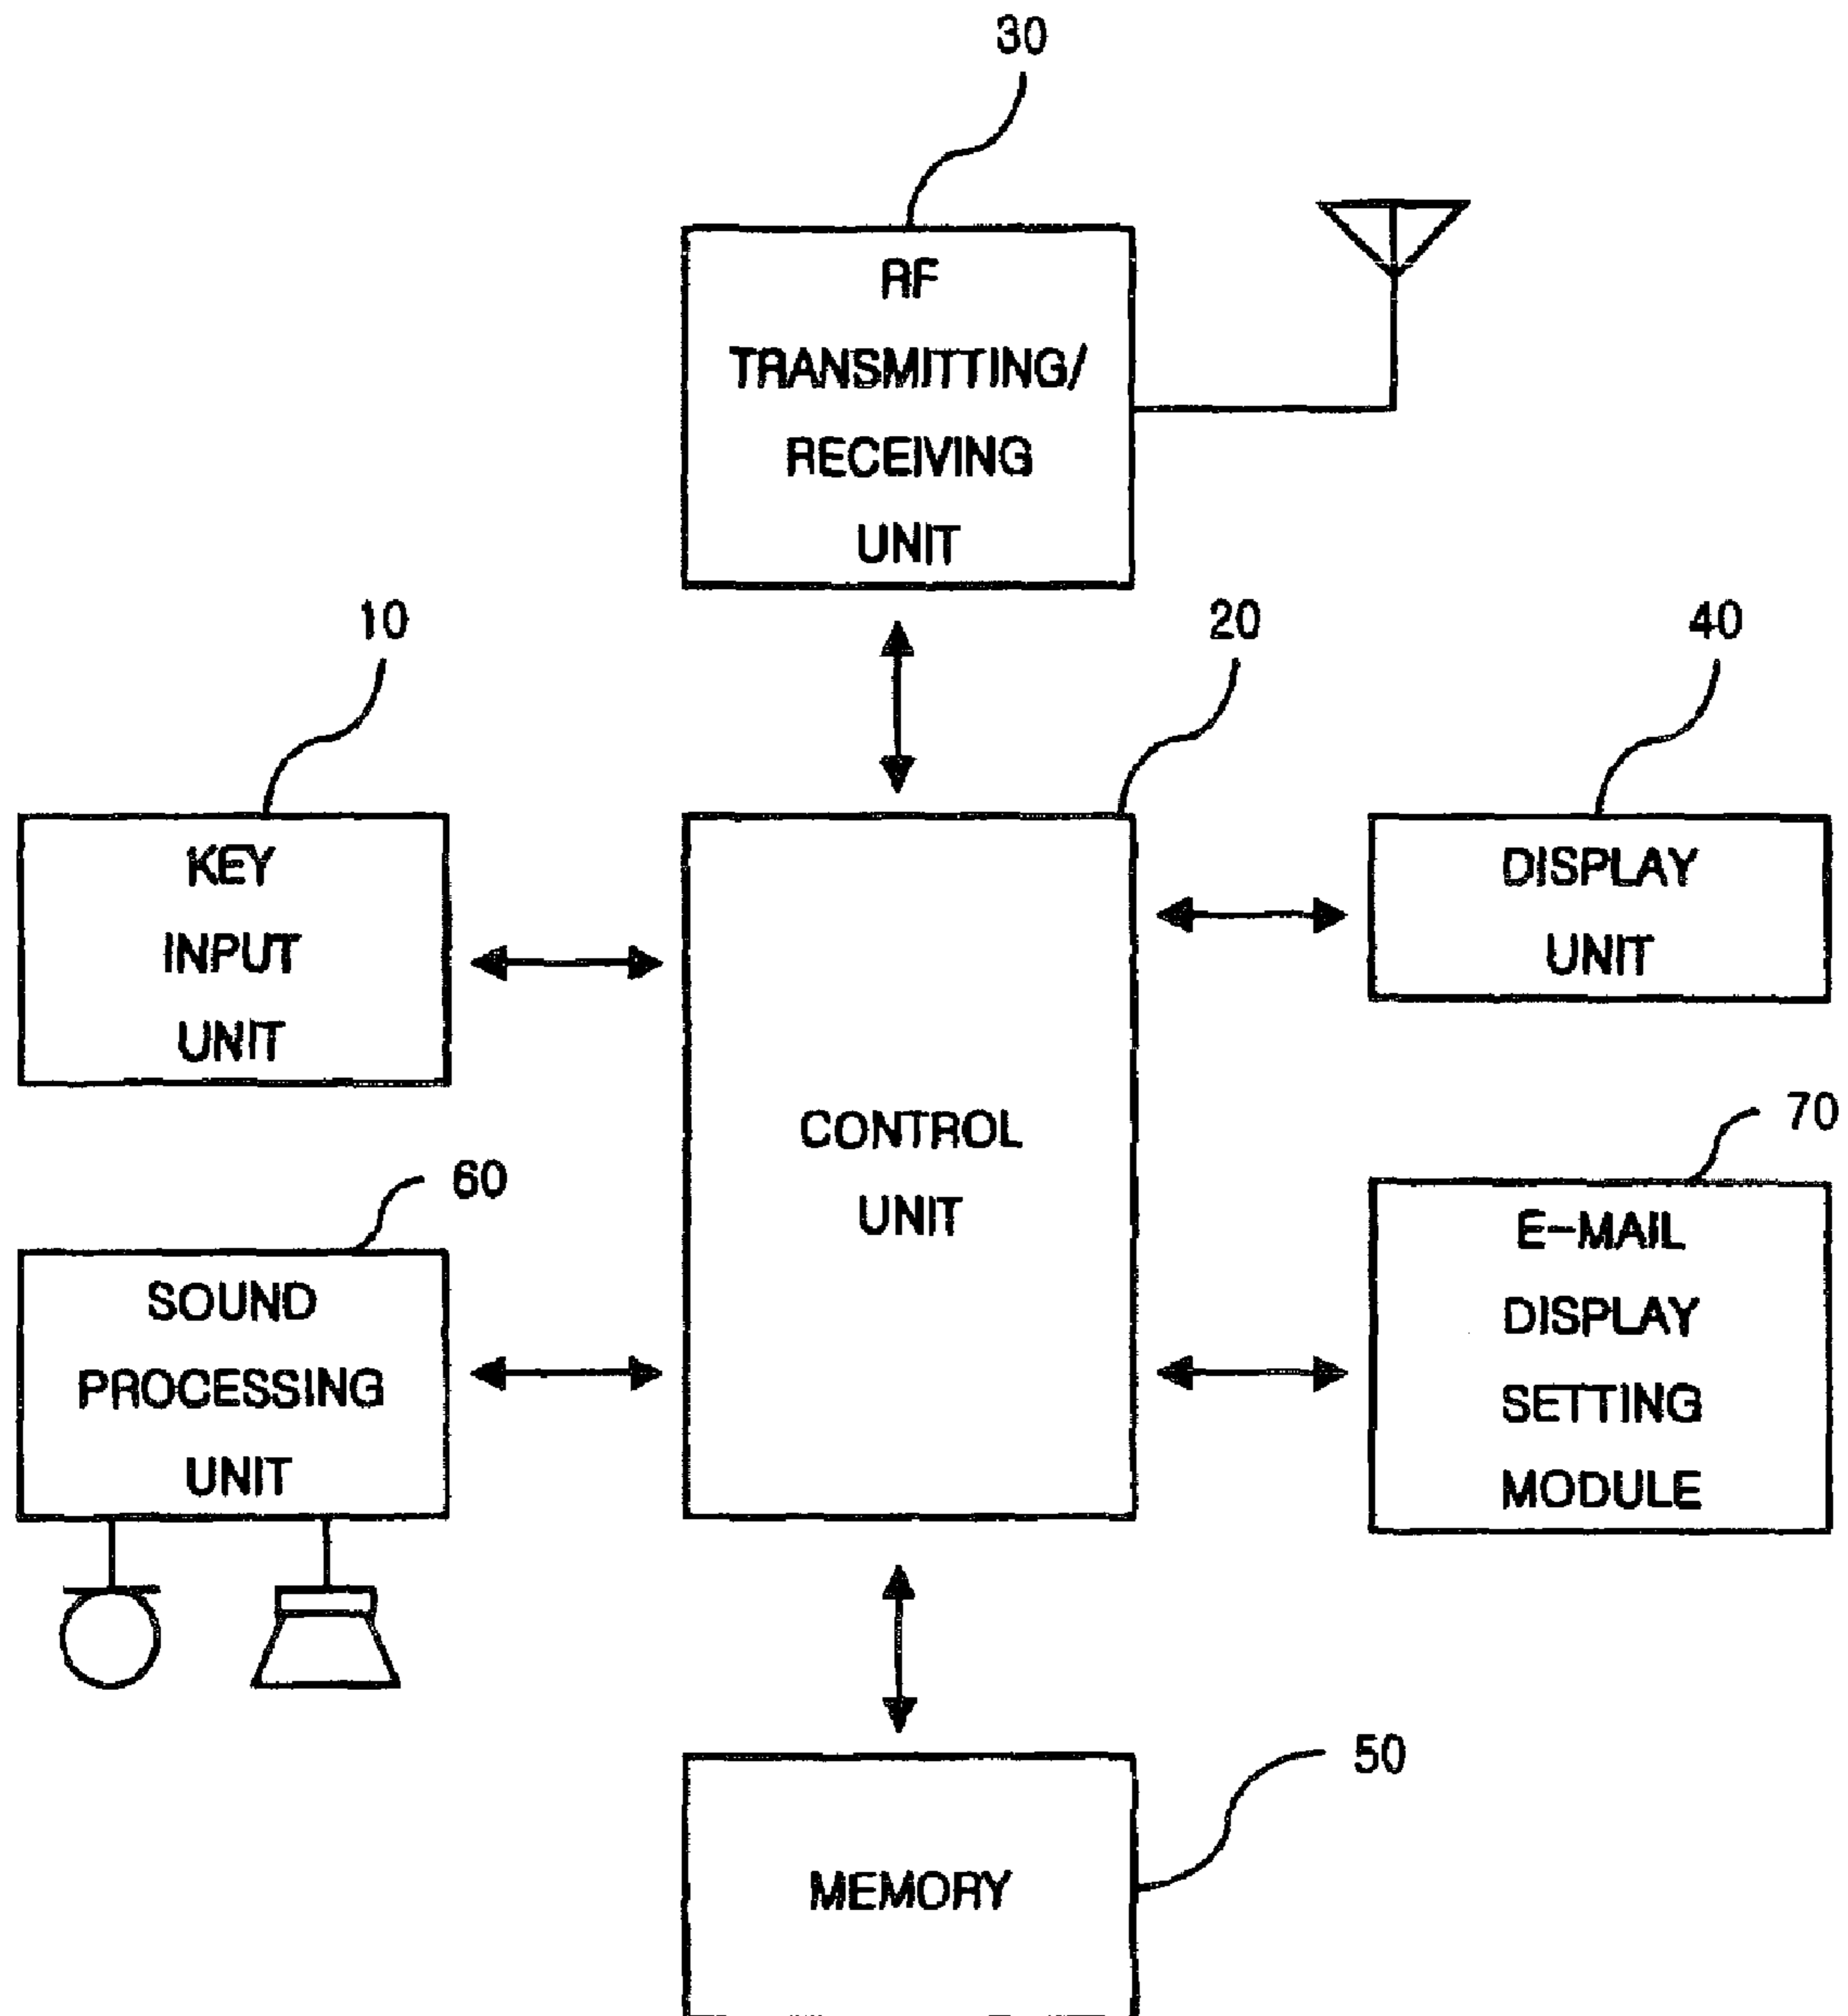 30
RF
TRANSMITTING/
RECEIVING
UNIT
10
20
40
KEY
INPUT
UNIT
DISPLAY
UNIT
CONTROL
UNIT
70
60
E-MAIL
DISPLAY
SETTING
MODULE
SOUND
PROCESSING
UNIT
50
MEMORY